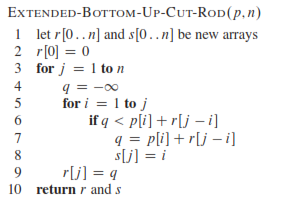 EXTENDED-BOTTOM-UP-CUT-ROD(p, n)
1 let r[0..n] and s[0..n] be new arrays
2 r[0] = 0
3 for j = 1 to n
4 q = -∞
5 for i = 1 to j
6 if q < p[i] + r[j - i]
7 q = p[i] + r[j - i]
8 s[j] = i
9 r[j] = q
10 return r and s